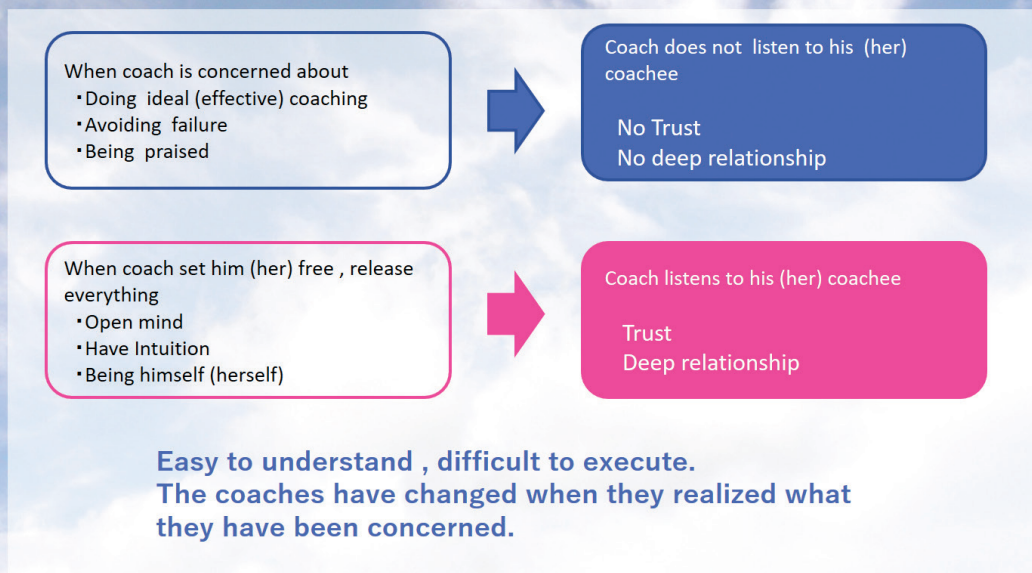 When coach is concerned about
・Doing ideal (effective) coaching
・Avoiding failure
・Being praised
Coach does not listen to his (her)
coachee
No Trust
No deep relationship
When coach set him (her) free , release
everything
・Open mind
・Have Intuition
・Being himself (herself)
Coach listens to his (her) coachee
Trust
Deep relationship
Easy to understand , difficult to execute.
The coaches have changed when they realized what
they have been concerned.